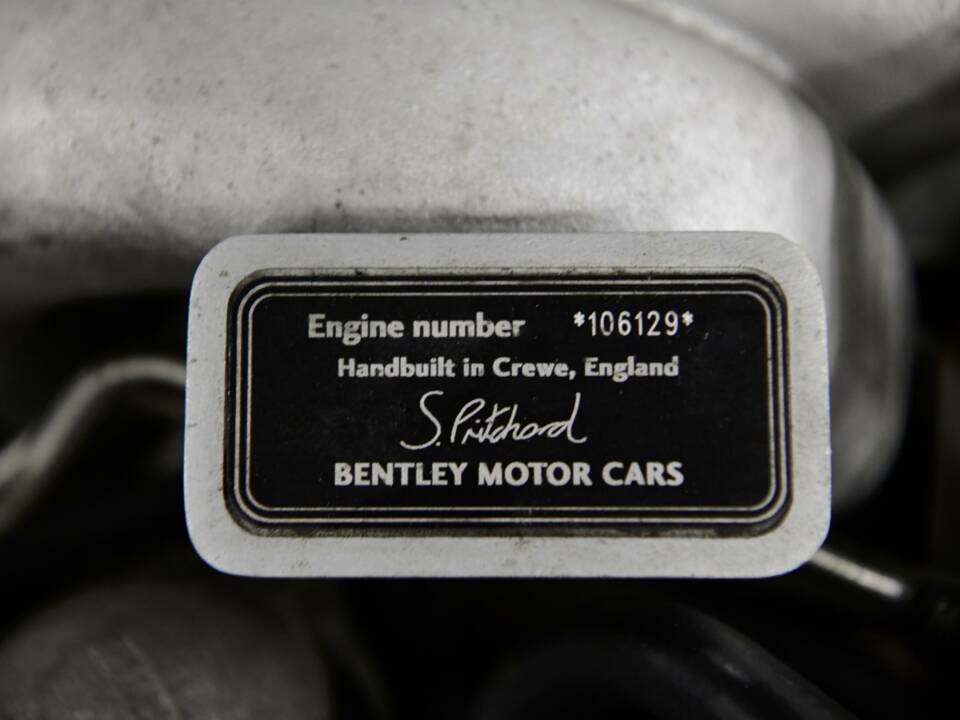 Engine number *106129*
Handbuilt in Crewe, England
S. Pritchard
BENTLEY MOTOR CARS